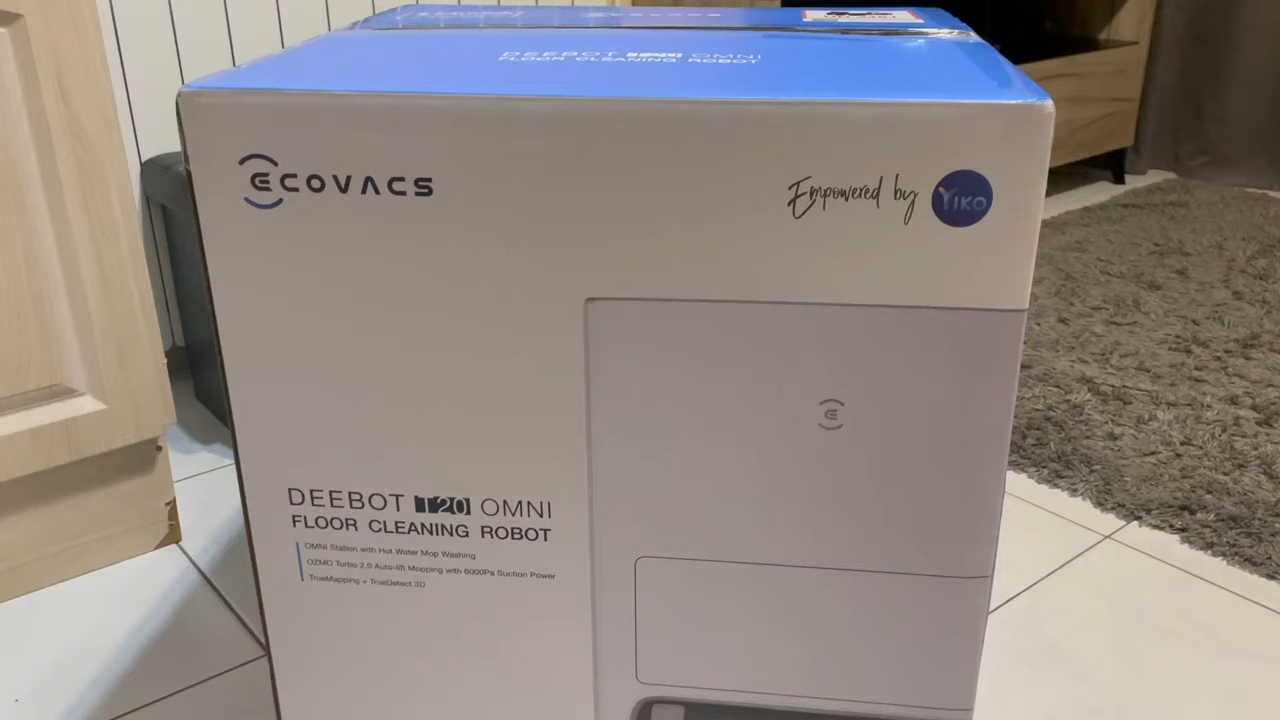 DEEBOT T20 OMNI
FLOOR CLEANING ROBOT
ECOVACS
Empowered by YIKO
DEEBOT T20 OMNI
FLOOR CLEANING ROBOT
OMNI Station with Hot Water Mop Washing
OZMO Turbo 2.0 Auto-lift Mopping with 6000Pa Suction Power
TrueMapping + TrueDetect 3D